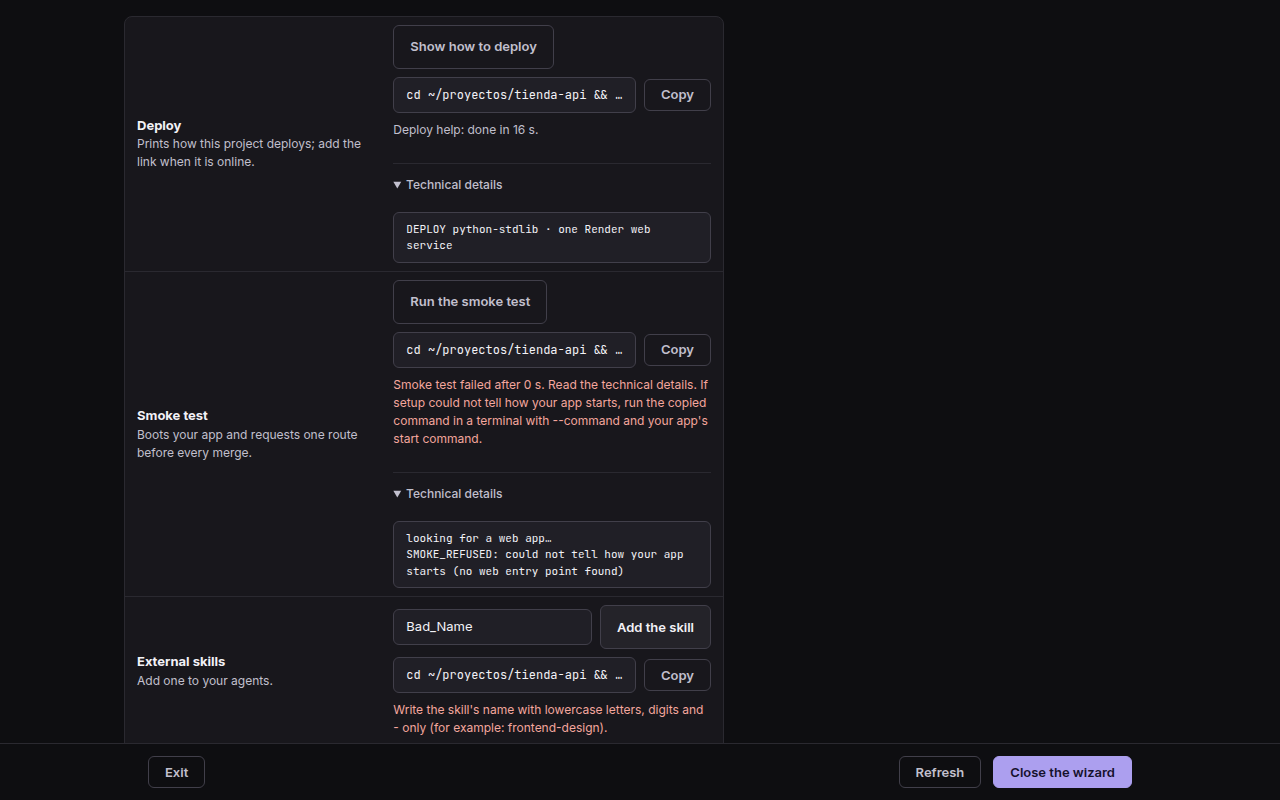 Show how to deploy
cd ~/proyectos/tienda-api && …
Copy
Deploy
Prints how this project deploys; add the
link when it is online.
Deploy help: done in 16 s.
Technical details
DEPLOY python-stdlib · one Render web
service
Run the smoke test
cd ~/proyectos/tienda-api && …
Copy
Smoke test
Boots your app and requests one route
before every merge.
Smoke test failed after 0 s. Read the technical details. If
setup could not tell how your app starts, run the copied
command in a terminal with --command and your app's
start command.
Technical details
looking for a web app…
SMOKE_REFUSED: could not tell how your app
starts (no web entry point found)
Bad_Name
Add the skill
External skills
Add one to your agents.
cd ~/proyectos/tienda-api && …
Copy
Write the skill's name with lowercase letters, digits and
- only (for example: frontend-design).
Exit
Refresh
Close the wizard